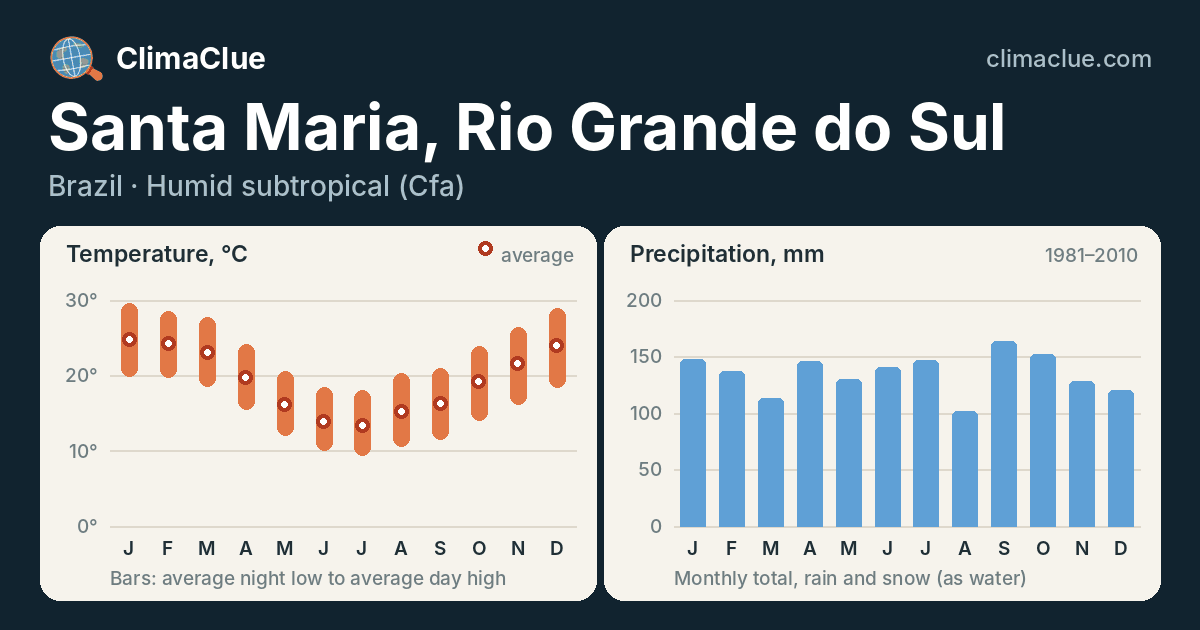 ClimaClue
climaclue.com
Santa Maria, Rio Grande do Sul
Brazil · Humid subtropical (Cfa)
Temperature, °C
average
30°
20°
10°
0°
J F M A M J J A S O N D
Bars: average night low to average day high
Precipitation, mm
1981–2010
200
150
100
50
0
J F M A M J J A S O N D
Monthly total, rain and snow (as water)